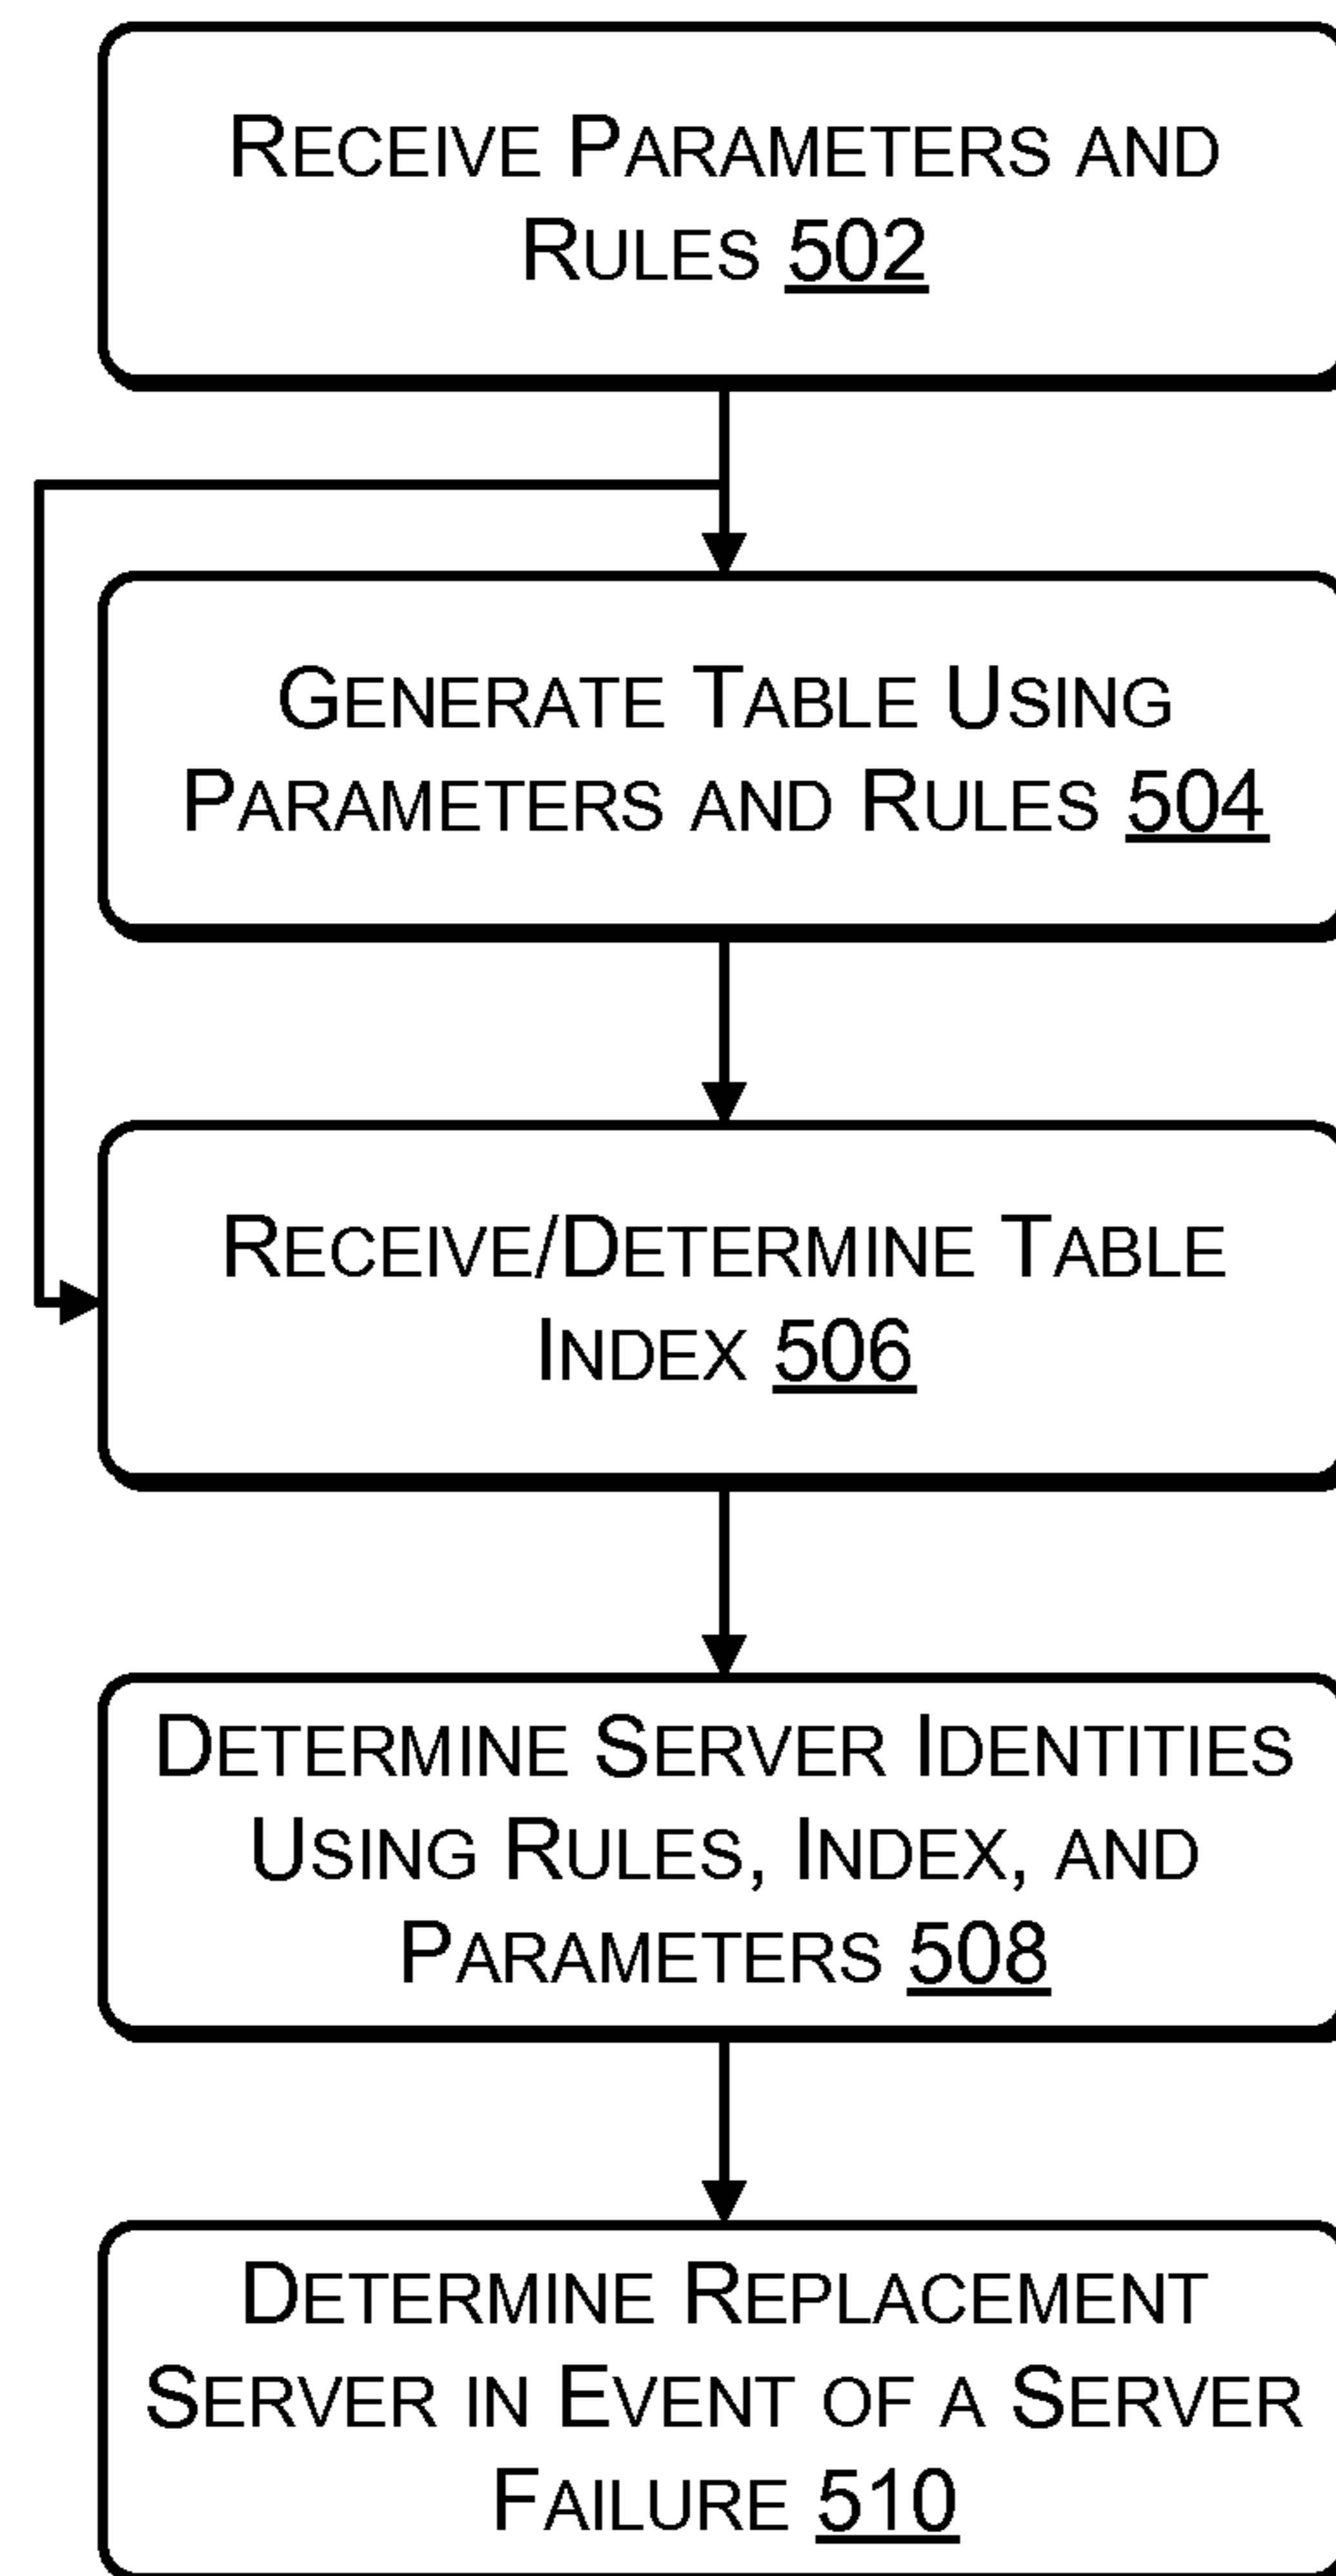 RECEIVE PARAMETERS AND
RULES 502
GENERATE TABLE USING
PARAMETERS AND RULES 504
RECEIVE/DETERMINE TABLE
INDEX 506
DETERMINE SERVER IDENTITIES
USING RULES, INDEX, AND
PARAMETERS 508
DETERMINE REPLACEMENT
SERVER IN EVENT OF A SERVER
FAILURE 510